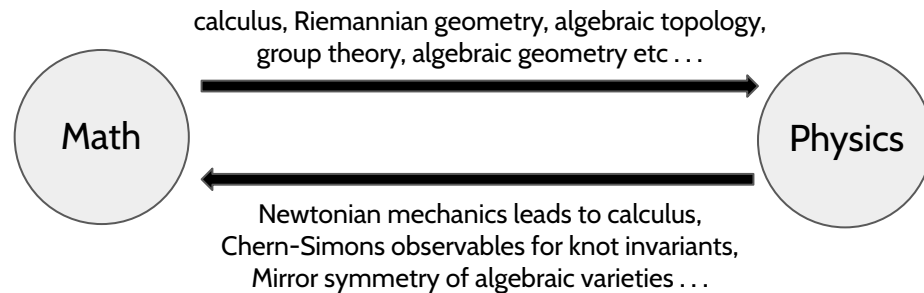 calculus, Riemannian geometry, algebraic topology,
group theory, algebraic geometry etc . . .
Math
Physics
Newtonian mechanics leads to calculus,
Chern-Simons observables for knot invariants,
Mirror symmetry of algebraic varieties . . .